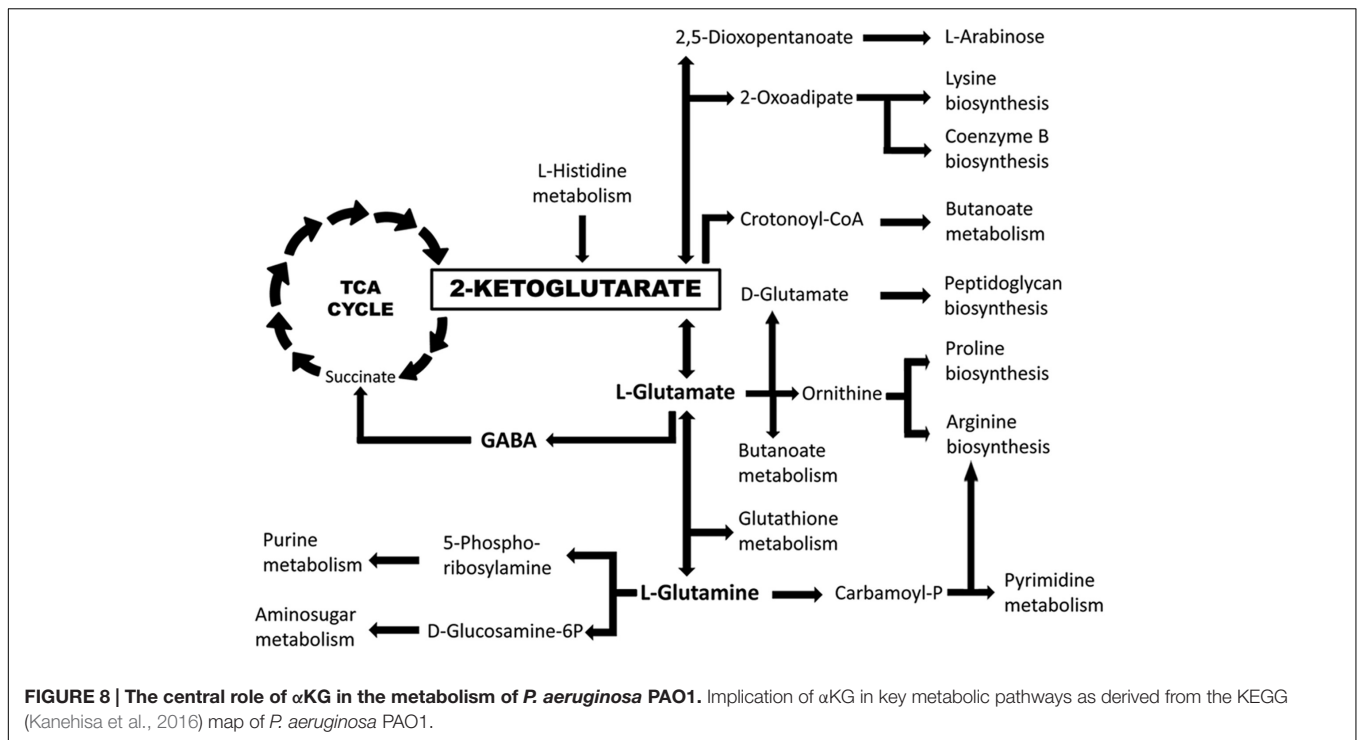 2,5-Dioxopentanoate
L-Arabinose
2-Oxoadipate
Lysine
biosynthesis
Coenzyme B
biosynthesis
L-Histidine
metabolism
Crotonoyl-CoA
Butanoate
metabolism
TCA
CYCLE
2-KETOGLUTARATE
D-Glutamate
Peptidoglycan
biosynthesis
Succinate
L-Glutamate
Ornithine
Proline
biosynthesis
Arginine
biosynthesis
GABA
Butanoate
metabolism
Glutathione
metabolism
Purine
metabolism
5-Phospho-
ribosylamine
L-Glutamine
Carbamoyl-P
Pyrimidine
metabolism
Aminosugar
metabolism
D-Glucosamine-6P
FIGURE 8 | The central role of αKG in the metabolism of P. aeruginosa PAO1. Implication of αKG in key metabolic pathways as derived from the KEGG
(Kanehisa et al., 2016) map of P. aeruginosa PAO1.